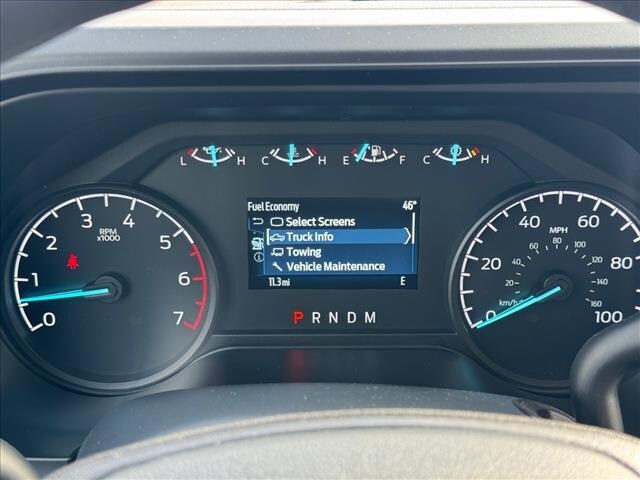 L H C H E F C H
Fuel Economy 46°
Select Screens
Truck Info
Towing
Vehicle Maintenance
11.3 mi E
P R N D M
RPM
x1000
0 1 2 3 4 5 6 7
MPH
0 20 40 60 80 100
km/h
20 40 60 80 100 120 140 160